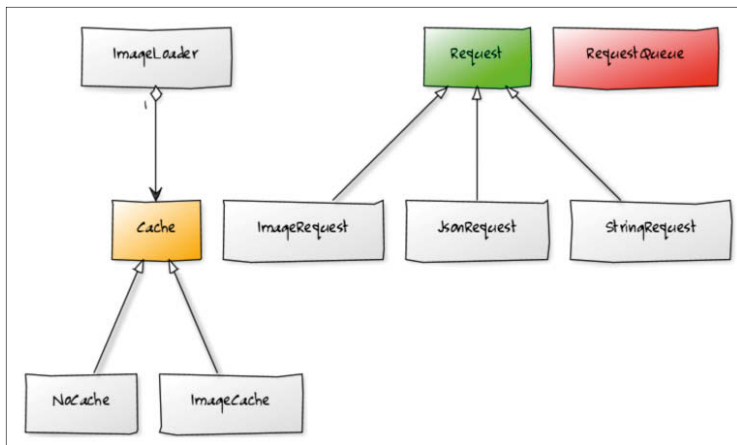 ImageLoader
Request
RequestQueue
1
Cache
ImageRequest
JsonRequest
StringRequest
NoCache
ImageCache